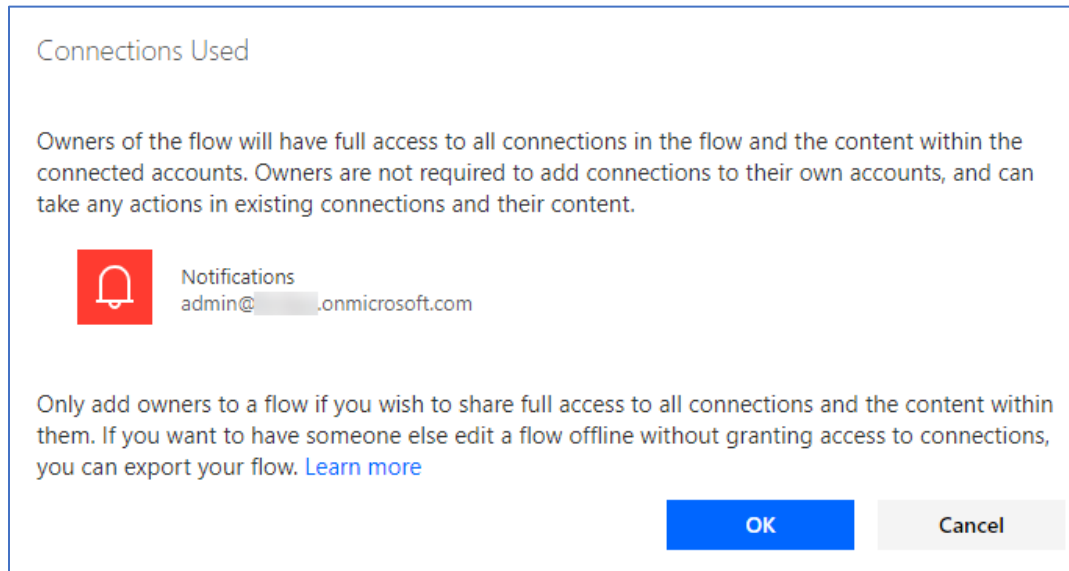 Connections Used
Owners of the flow will have full access to all connections in the flow and the content within the
connected accounts. Owners are not required to add connections to their own accounts, and can
take any actions in existing connections and their content.
Notifications
admin@ .onmicrosoft.com
Only add owners to a flow if you wish to share full access to all connections and the content within
them. If you want to have someone else edit a flow offline without granting access to connections,
you can export your flow. Learn more
OK Cancel